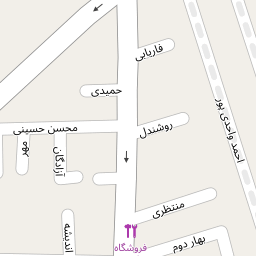 فاریابی
حمیدی
احمد واحدی پور
روشندل
محسن حسینی
مهر
آزادگان
منتظری
اندیشه
بهار دوم
فروشگاه